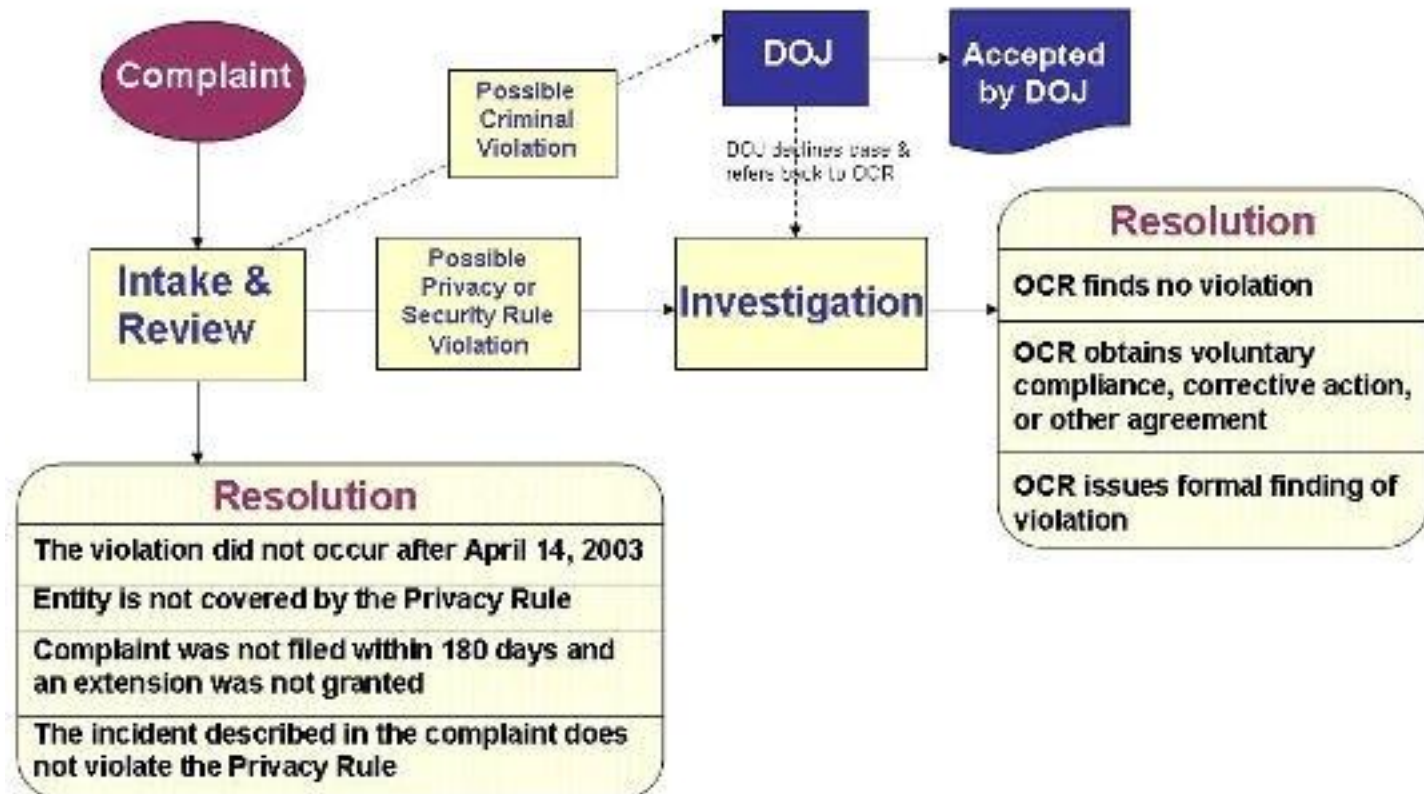 Complaint
Possible
Criminal
Violation
DOJ
Accepted
by DOJ
DOJ declines case &
refers back to OCR
Intake &
Review
Possible
Privacy or
Security Rule
Violation
Investigation
Resolution
OCR finds no violation
OCR obtains voluntary
compliance, corrective action,
or other agreement
OCR issues formal finding of
violation
Resolution
The violation did not occur after April 14, 2003
Entity is not covered by the Privacy Rule
Complaint was not filed within 180 days and
an extension was not granted
The incident described in the complaint does
not violate the Privacy Rule